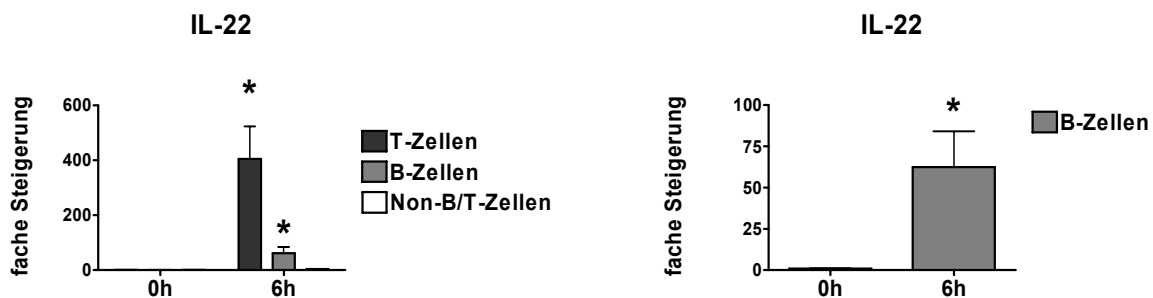 IL-22
fache Steigerung
600
400
200
0
*
*
0h
6h
T-Zellen
B-Zellen
Non-B/T-Zellen
IL-22
fache Steigerung
100
75
50
25
0
*
0h
6h
B-Zellen